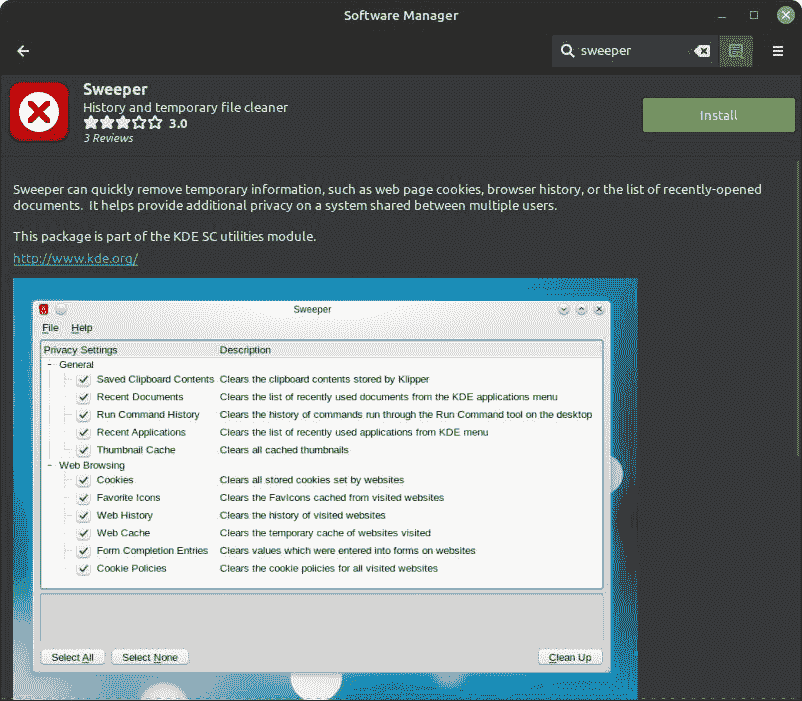 Software Manager
sweeper
Sweeper
History and temporary file cleaner
3.0
3 Reviews
Install
Sweeper can quickly remove temporary information, such as web page cookies, browser history, or the list of recently-opened
documents. It helps provide additional privacy on a system shared between multiple users.
This package is part of the KDE SC utilities module.
http://www.kde.org/
Sweeper
File Help
Privacy Settings Description
General
Saved Clipboard Contents Clears the clipboard contents stored by Klipper
Recent Documents Clears the list of recently used documents from the KDE applications menu
Run Command History Clears the history of commands run through the Run Command tool on the desktop
Recent Applications Clears the list of recently used applications from KDE menu
Thumbnail Cache Clears all cached thumbnails
Web Browsing
Cookies Clears all stored cookies set by websites
Favorite Icons Clears the FavIcons cached from visited websites
Web History Clears the history of visited websites
Web Cache Clears the temporary cache of websites visited
Form Completion Entries Clears values which were entered into forms on websites
Cookie Policies Clears the cookie policies for all visited websites
Select All Select None Clean Up